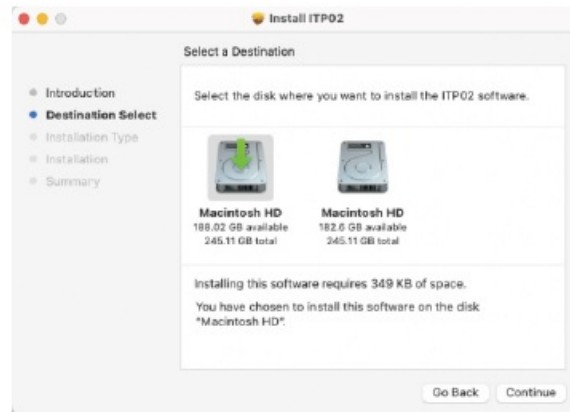 Install ITP02
Select a Destination
Introduction
Destination Select
Installation Type
Installation
Summary
Select the disk where you want to install the ITP02 software.
Macintosh HD
188.02 GB available
245.11 GB total
Macintosh HD
182.6 GB available
245.11 GB total
Installing this software requires 349 KB of space.
You have chosen to install this software on the disk
"Macintosh HD".
Go Back
Continue